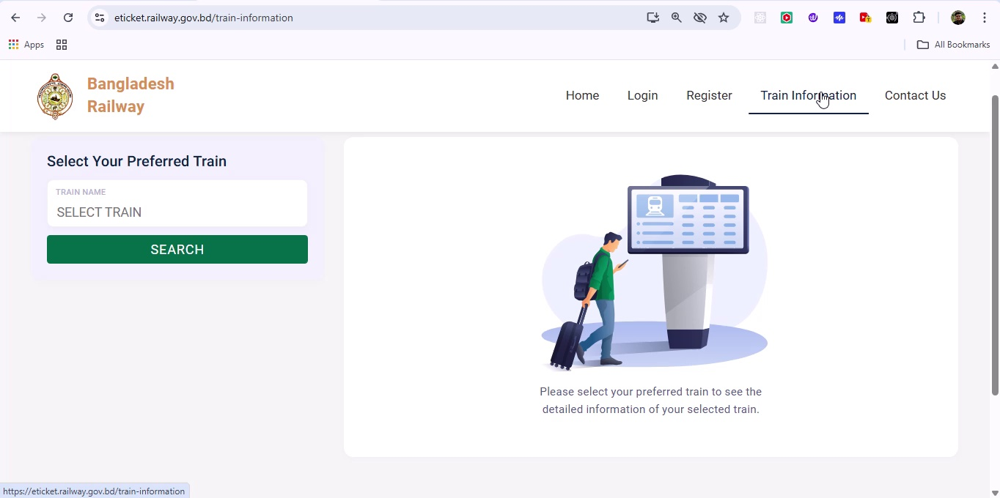 eticket.railway.gov.bd/train-information
Apps
All Bookmarks
Bangladesh
Railway
Home
Login
Register
Train Information
Contact Us
Select Your Preferred Train
TRAIN NAME
SELECT TRAIN
SEARCH
Please select your preferred train to see the
detailed information of your selected train.
https://eticket.railway.gov.bd/train-information